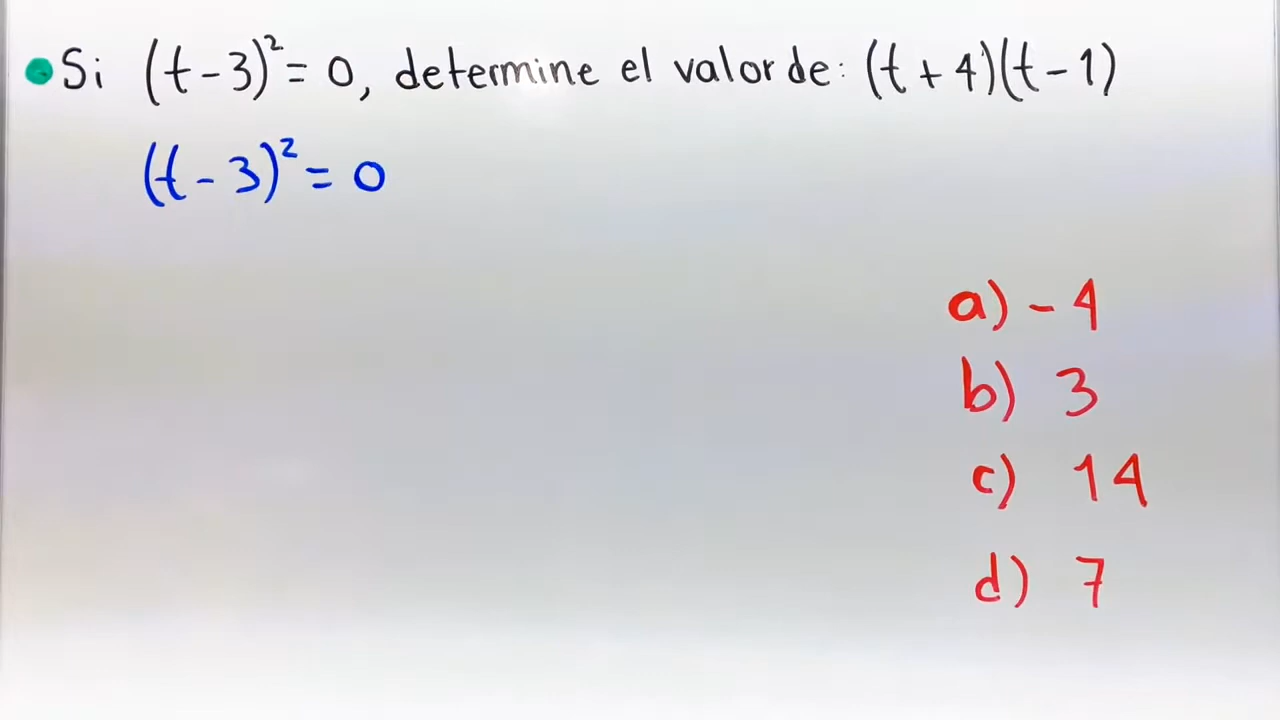 Si (t-3)²=0, determine el valor de: (t+4)(t-1)
(t-3)²=0
a) -4
b) 3
c) 14
d) 7